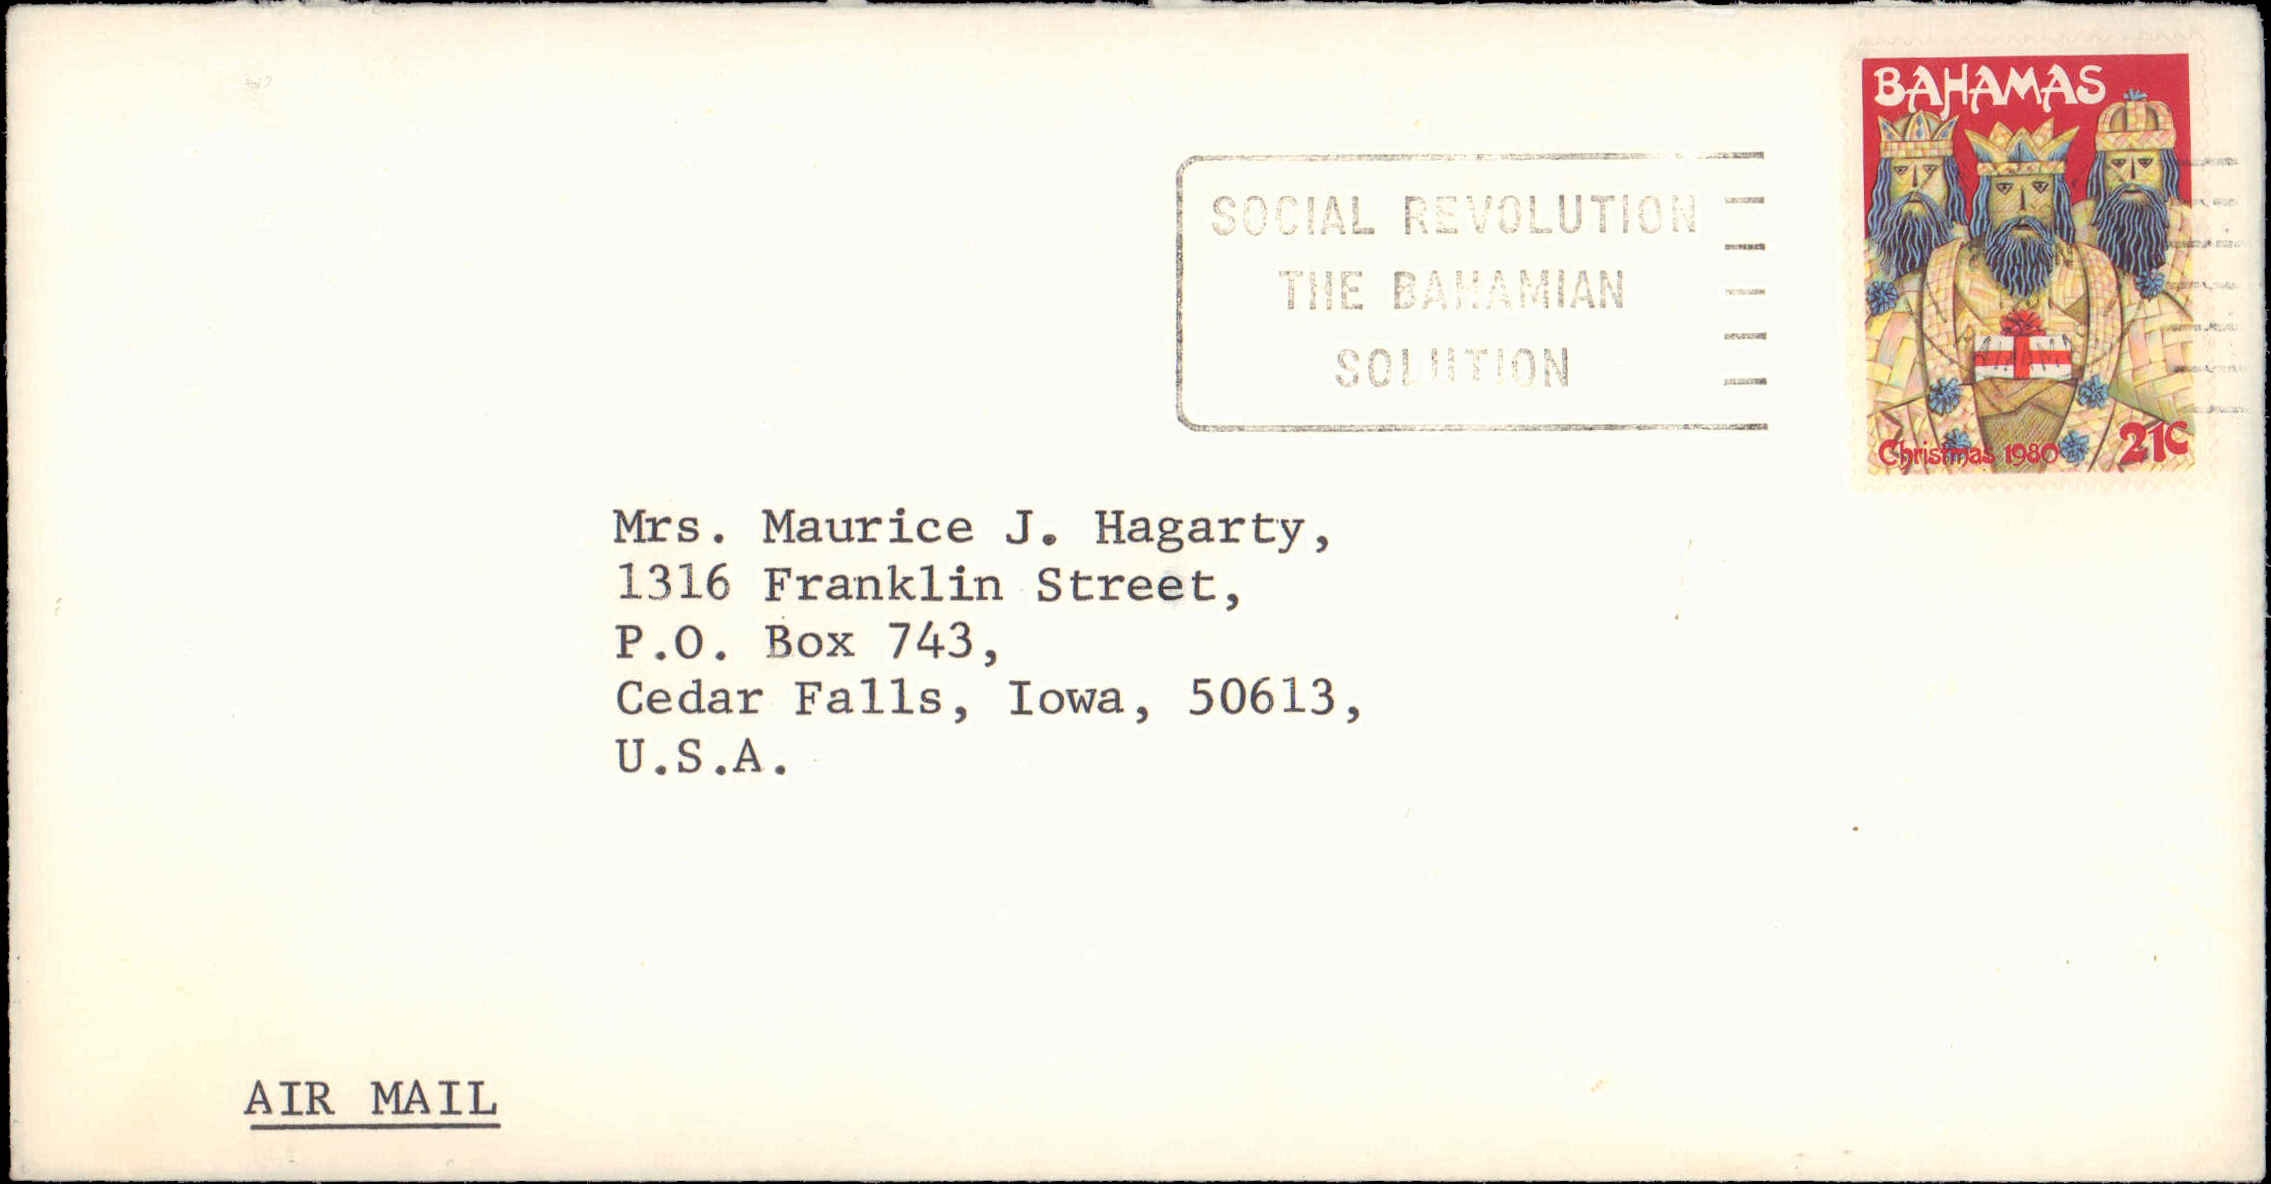 BAHAMAS
SOCIAL REVOLUTION
THE BAHAMIAN
SOLUTION
Christmas 1980 21C
Mrs. Maurice J. Hagarty,
1316 Franklin Street,
P.O. Box 743,
Cedar Falls, Iowa, 50613,
U.S.A.
AIR MAIL